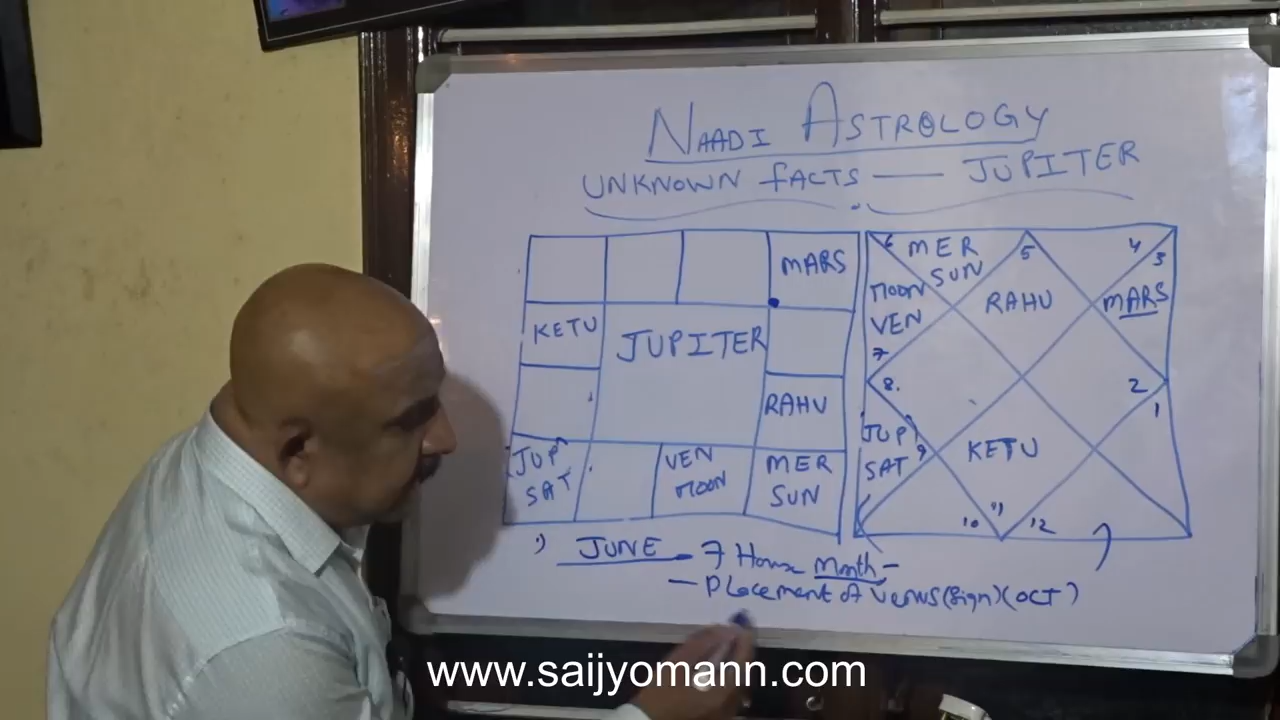 NAADI ASTROLOGY
UNKNOWN FACTS — JUPITER
MARS
KETU
JUPITER
RAHU
JUP SAT
VEN MOON
MER SUN
6 MER SUN
5
4
3
MOON VEN
RAHU
MARS
7
8.
2
1
JUP 9
SAT
KETU
10
11
12
1) JUNE - 7 House Month -
- Placement of Venus (Sign) (OCT)
www.saijyomann.com